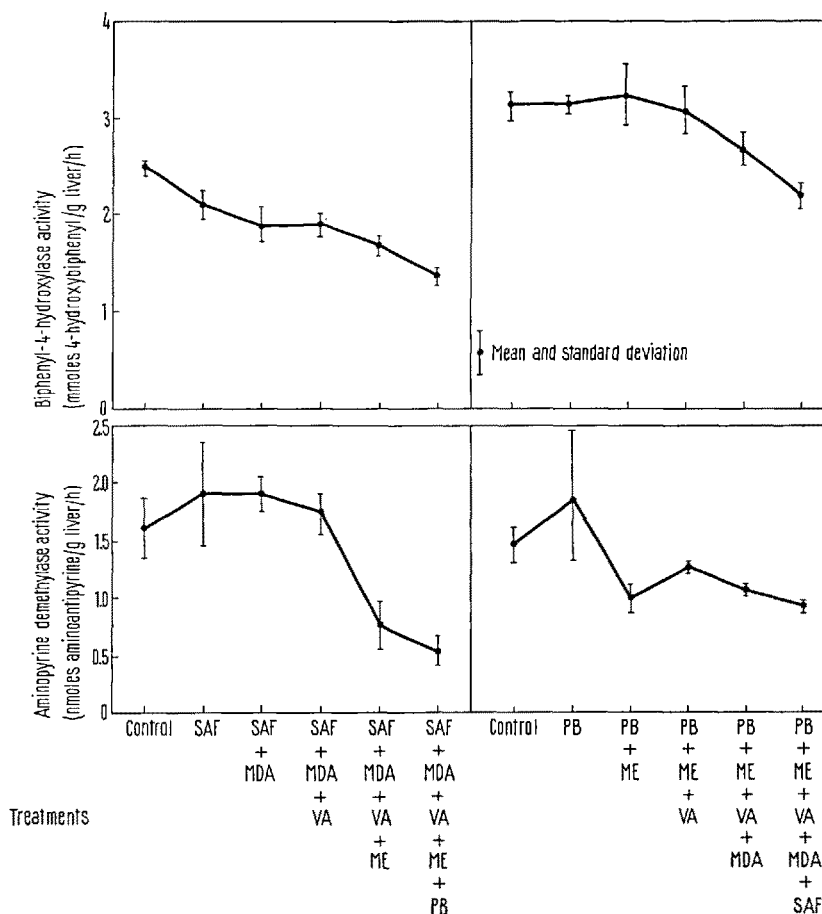 Biphenyl-4-hydroxylase activity
(mmoles 4-hydroxybiphenyl/g liver/h)
4
3
2
1
0
Mean and standard deviation
Aminopyrine demethylase activity
(nmoles aminoantipyrine/g liver/h)
2.5
2.0
1.5
1.0
0.5
0
Treatments
Control
SAF
SAF
+
MDA
SAF
+
MDA
+
VA
SAF
+
MDA
+
VA
+
ME
SAF
+
MDA
+
VA
+
ME
+
PB
Control
PB
PB
+
ME
PB
+
ME
+
VA
PB
+
ME
+
VA
+
MDA
PB
+
ME
+
VA
+
MDA
+
SAF